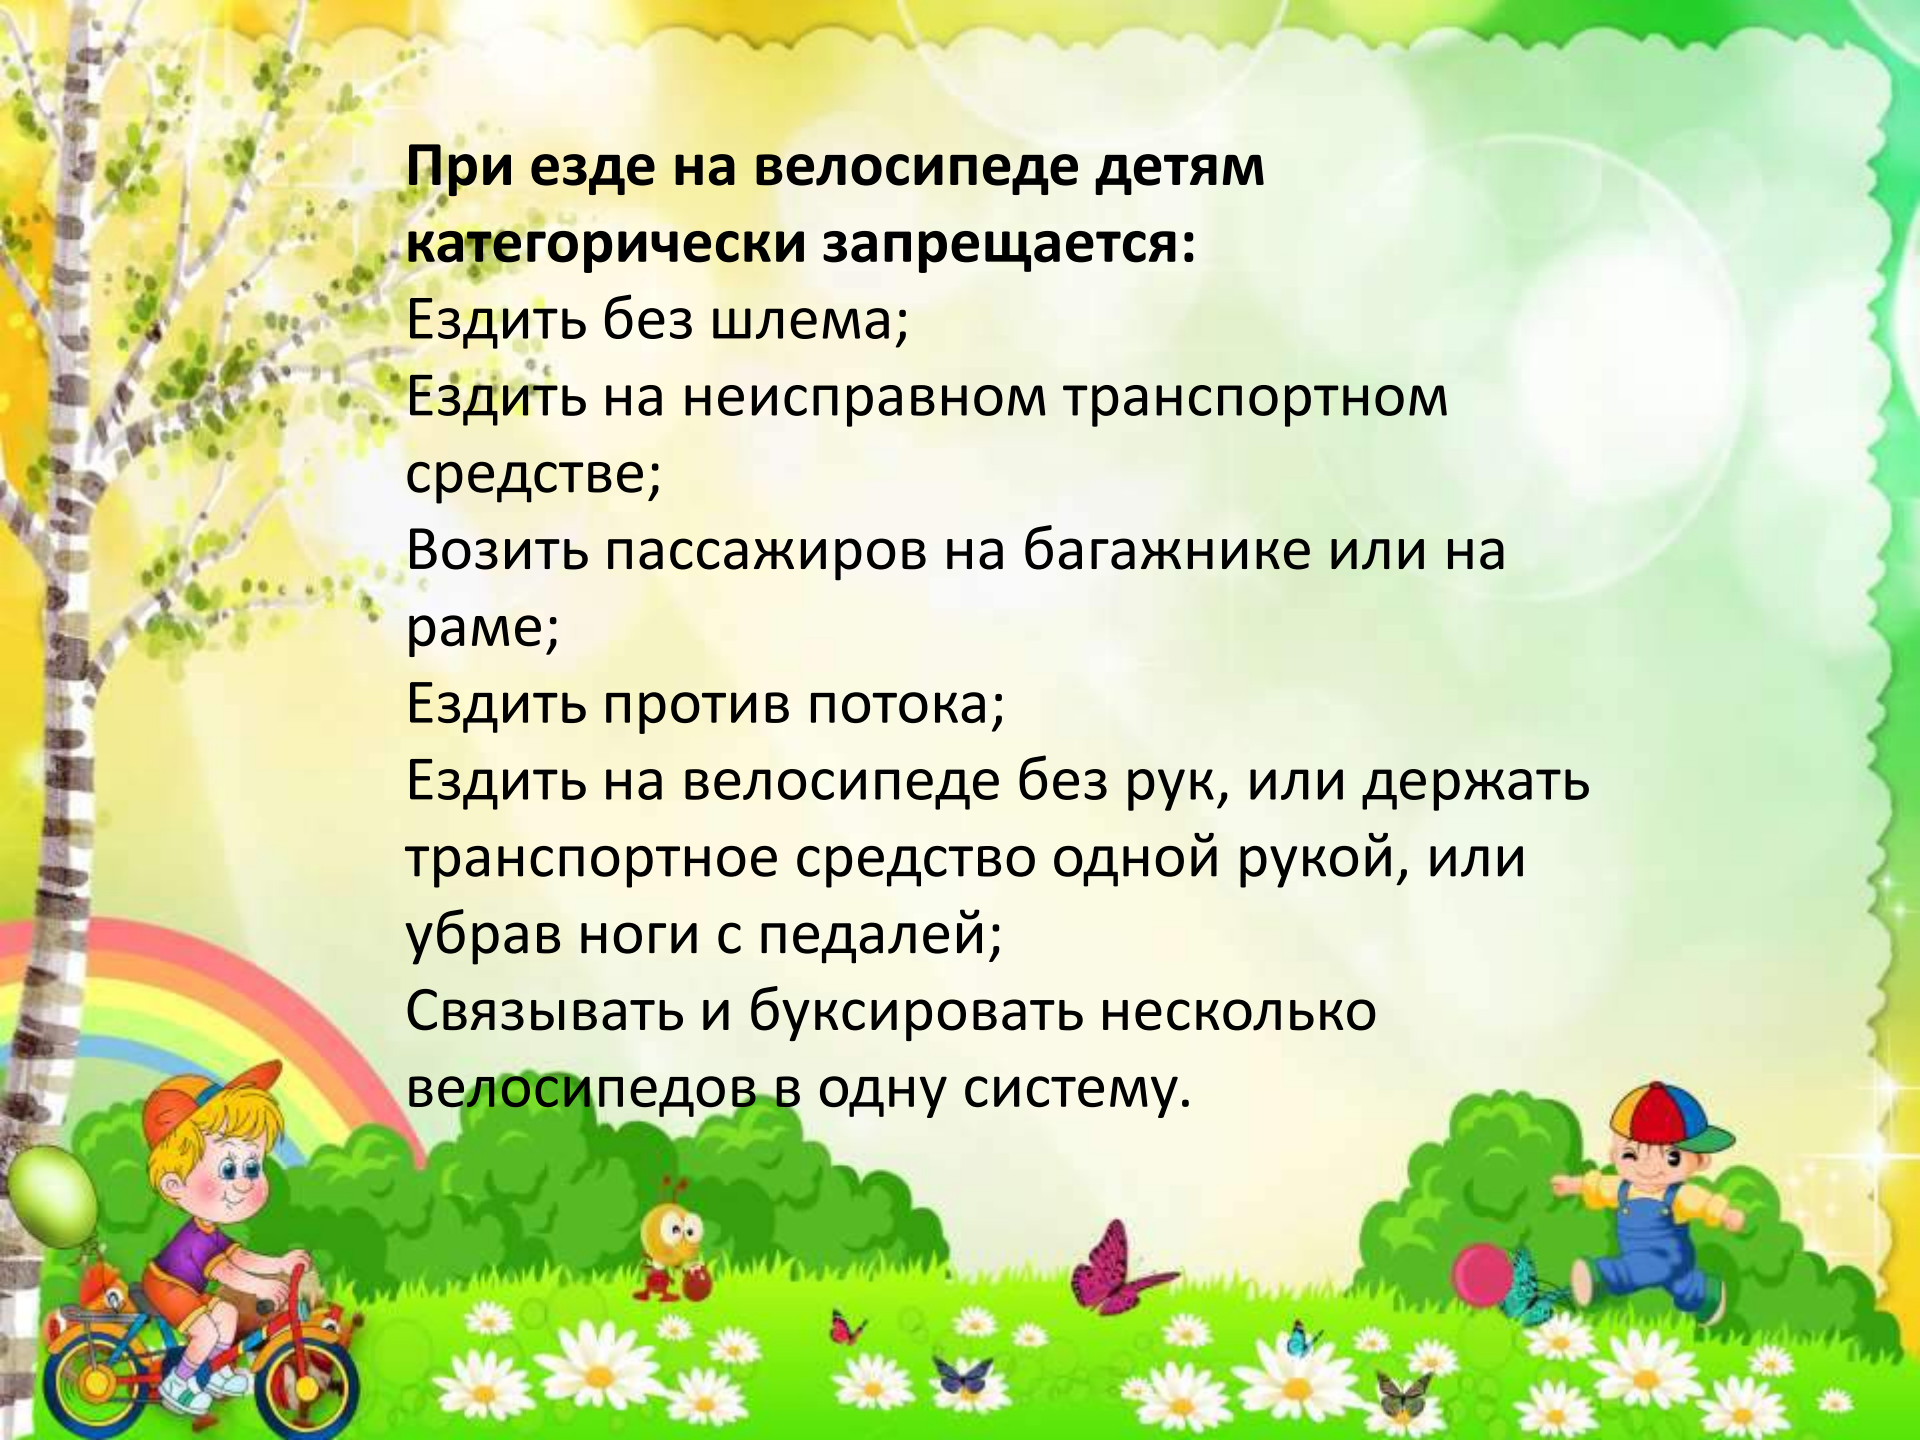 При езде на велосипеде детям
категорически запрещается:
Ездить без шлема;
Ездить на неисправном транспортном
средстве;
Возить пассажиров на багажнике или на
раме;
Ездить против потока;
Ездить на велосипеде без рук, или держать
транспортное средство одной рукой, или
убрав ноги с педалей;
Связывать и буксировать несколько
велосипедов в одну систему.